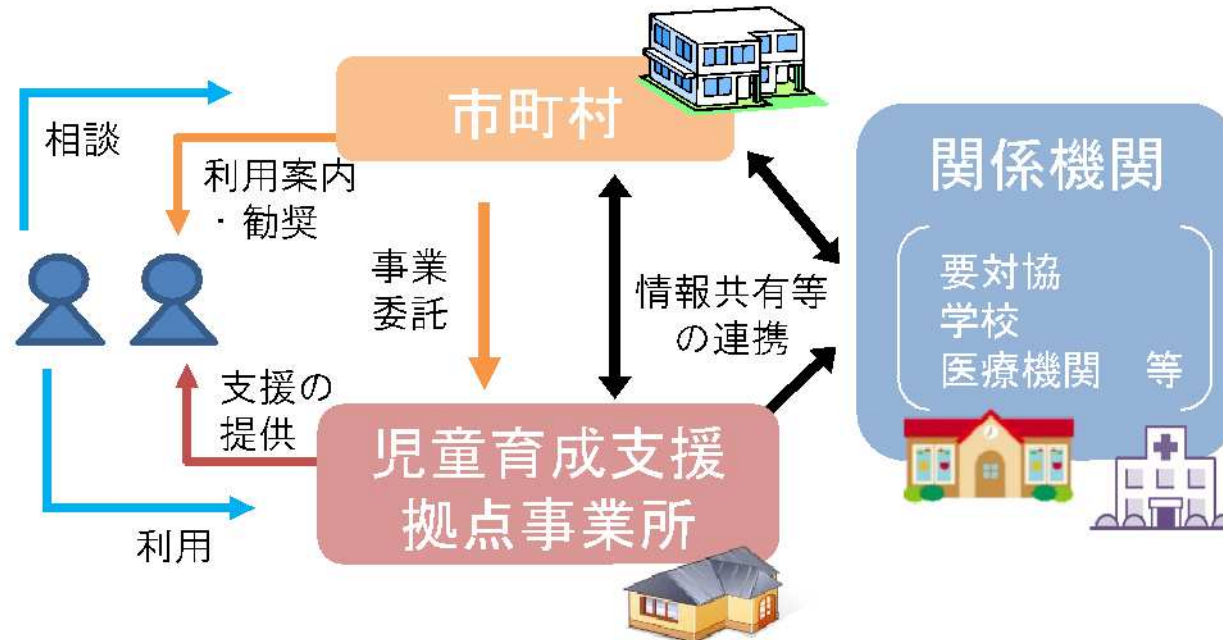 市町村
相談
利用案内
・勧奨
事業
委託
情報共有等
の連携
関係機関
要対協
学校
医療機関　等
支援の
提供
児童育成支援
拠点事業所
利用